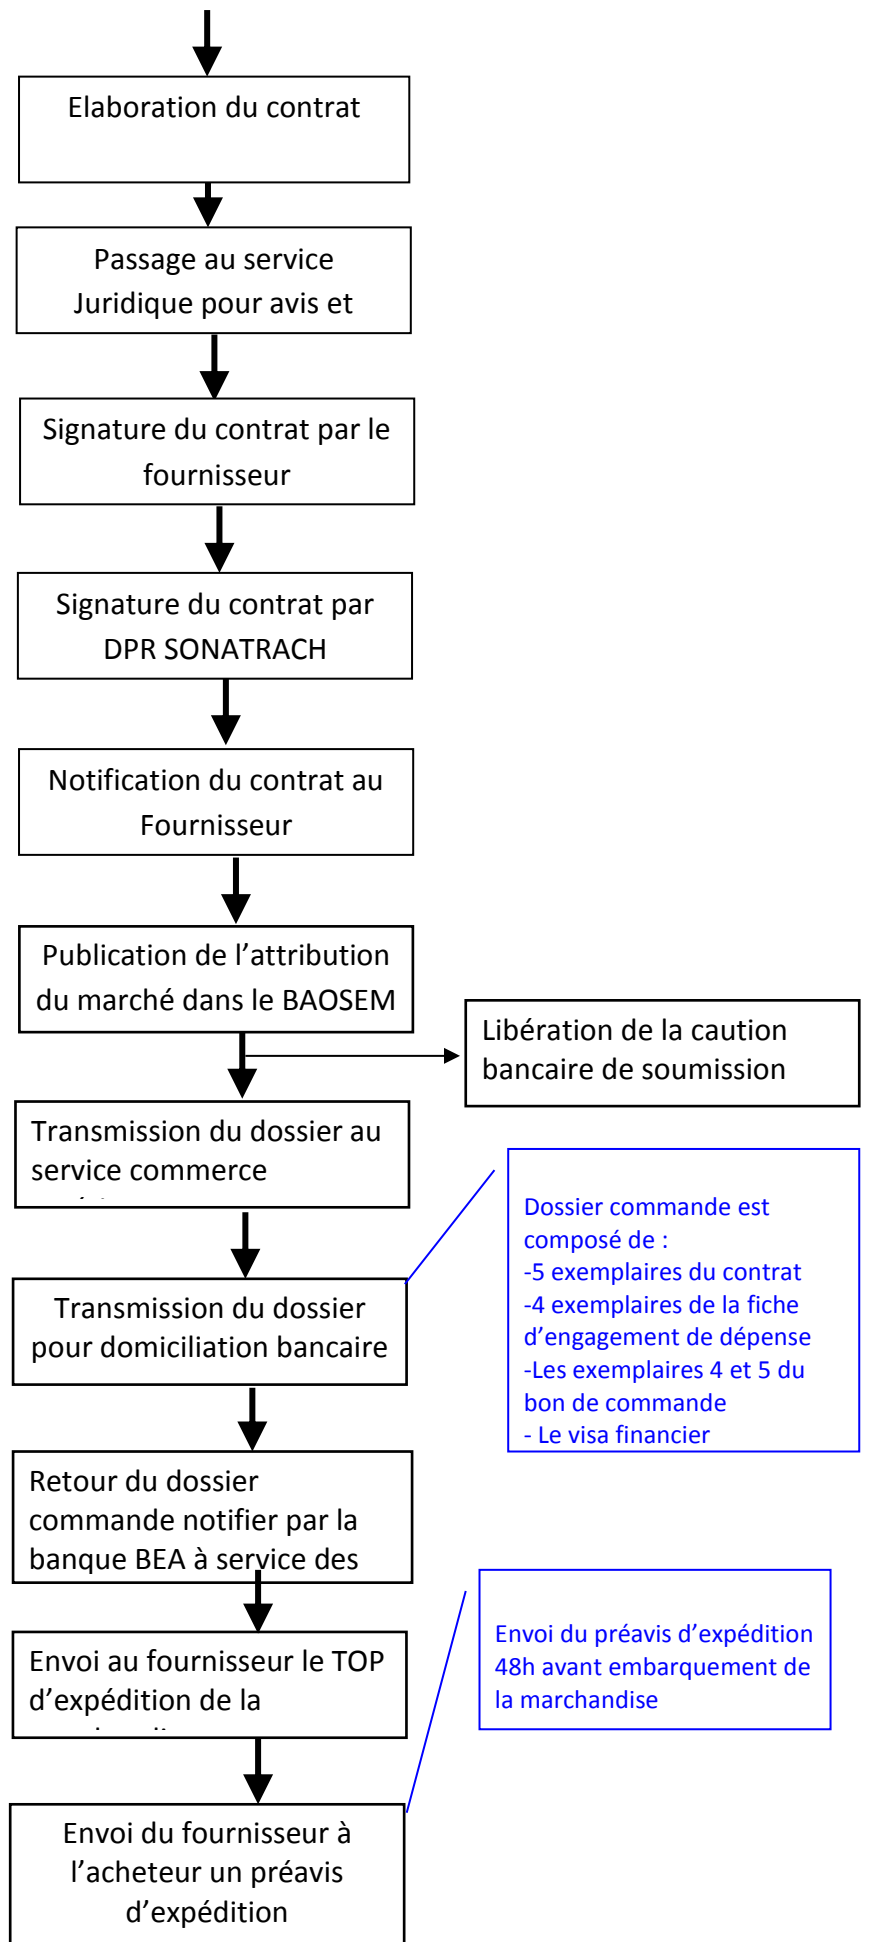 Elaboration du contrat
Passage au service
Juridique pour avis et
Signature du contrat par le
fournisseur
Signature du contrat par
DPR SONATRACH
Notification du contrat au
Fournisseur
Publication de l’attribution
du marché dans le BAOSEM
Libération de la caution
bancaire de soumission
Transmission du dossier au
service commerce
Dossier commande est
composé de :
-5 exemplaires du contrat
-4 exemplaires de la fiche
d’engagement de dépense
-Les exemplaires 4 et 5 du
bon de commande
- Le visa financier
Transmission du dossier
pour domiciliation bancaire
Retour du dossier
commande notifier par la
banque BEA à service des
Envoi au fournisseur le TOP
d’expédition de la
Envoi du préavis d’expédition
48h avant embarquement de
la marchandise
Envoi du fournisseur à
l’acheteur un préavis
d’expédition